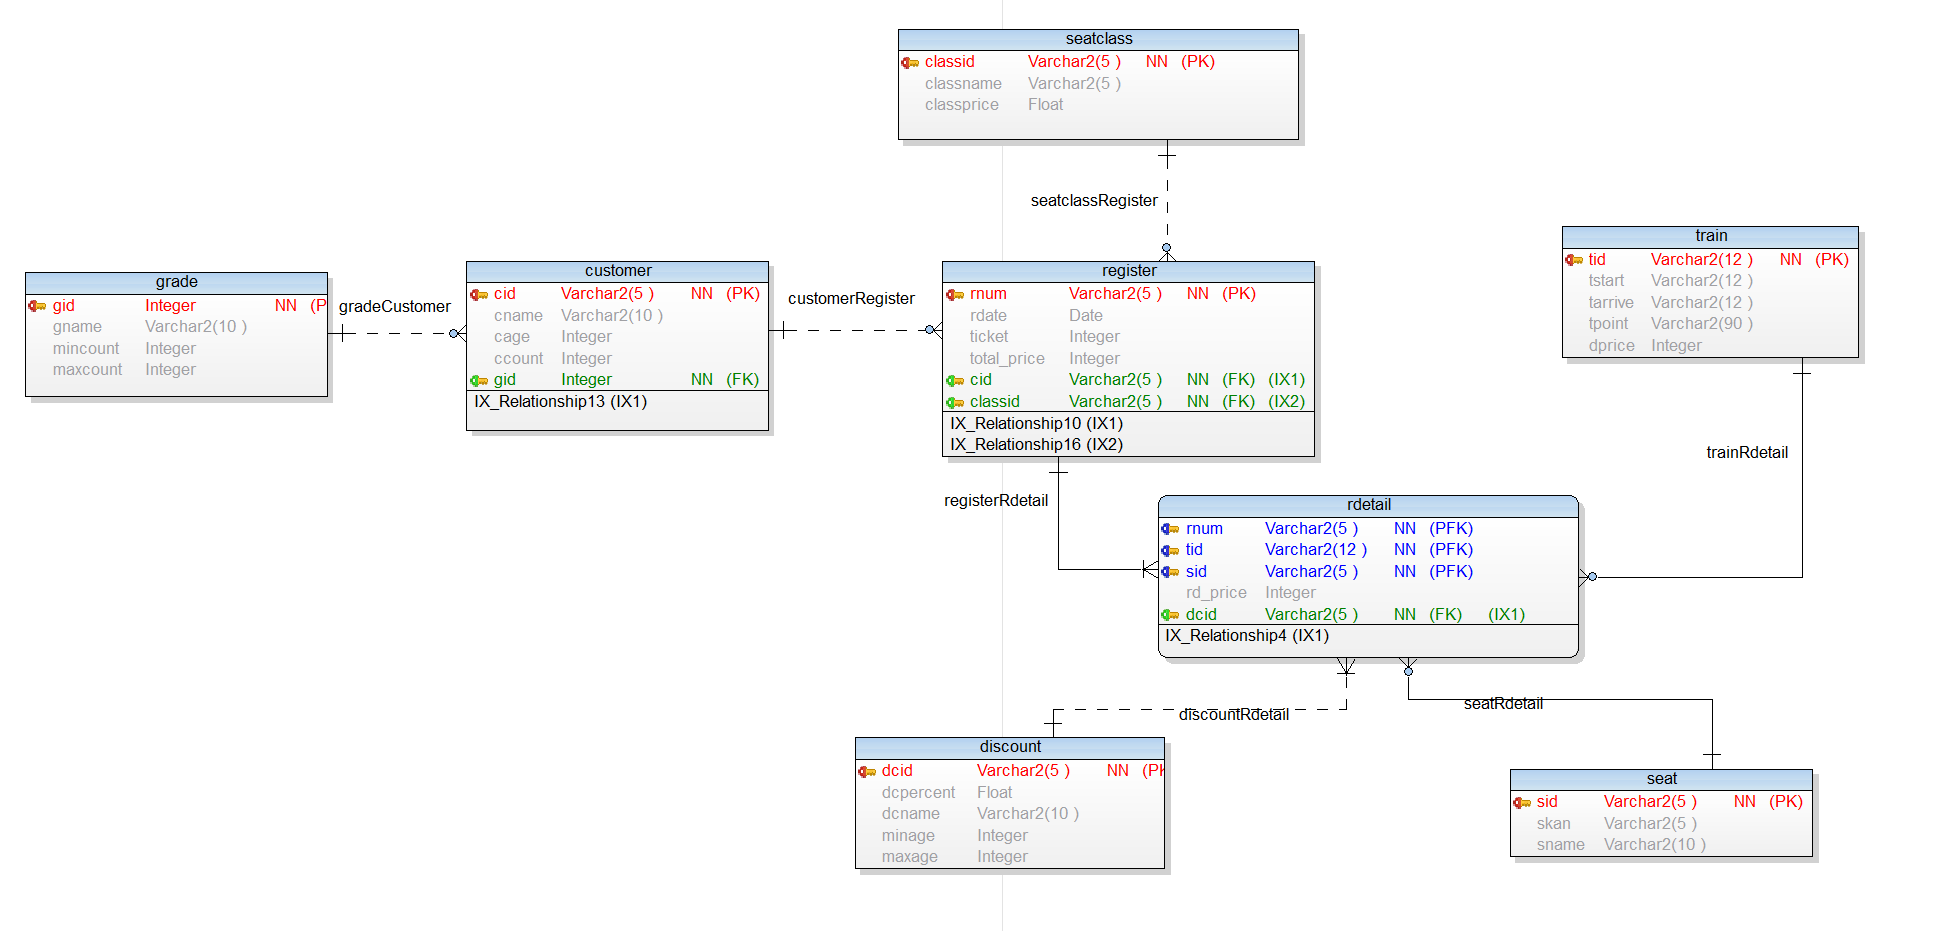 seatclass
classid Varchar2(5 ) NN (PK)
classname Varchar2(5 )
classprice Float
seatclassRegister
grade
gid Integer NN (P
gname Varchar2(10 )
mincount Integer
maxcount Integer
gradeCustomer
customer
cid Varchar2(5 ) NN (PK)
cname Varchar2(10 )
cage Integer
ccount Integer
gid Integer NN (FK)
IX_Relationship13 (IX1)
customerRegister
register
rnum Varchar2(5 ) NN (PK)
rdate Date
ticket Integer
total_price Integer
cid Varchar2(5 ) NN (FK) (IX1)
classid Varchar2(5 ) NN (FK) (IX2)
IX_Relationship10 (IX1)
IX_Relationship16 (IX2)
train
tid Varchar2(12 ) NN (PK)
tstart Varchar2(12 )
tarrive Varchar2(12 )
tpoint Varchar2(90 )
dprice Integer
trainRdetail
registerRdetail
rdetail
rnum Varchar2(5 ) NN (PFK)
tid Varchar2(12 ) NN (PFK)
sid Varchar2(5 ) NN (PFK)
rd_price Integer
dcid Varchar2(5 ) NN (FK) (IX1)
IX_Relationship4 (IX1)
discountRdetail
seatRdetail
discount
dcid Varchar2(5 ) NN (PK
dcpercent Float
dcname Varchar2(10 )
minage Integer
maxage Integer
seat
sid Varchar2(5 ) NN (PK)
skan Varchar2(5 )
sname Varchar2(10 )